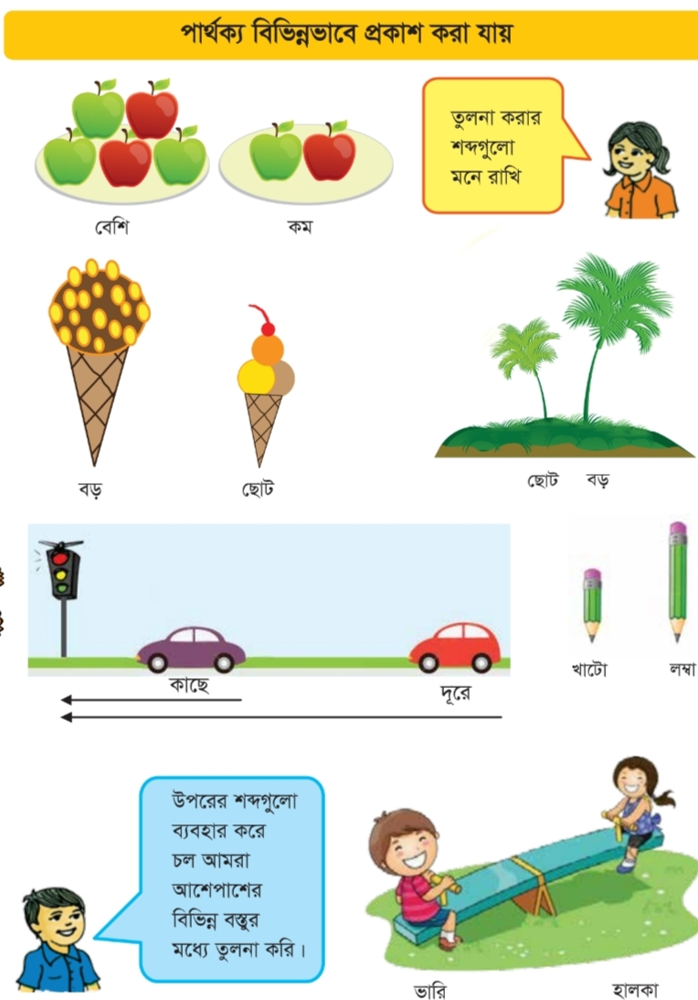 পার্থক্য বিভিন্নভাবে প্রকাশ করা যায়
তুলনা করার
শব্দগুলো
মনে রাখি
বেশি
কম
বড়
ছোট
ছোট বড়
কাছে
দূরে
খাটো
লম্বা
উপরের শব্দগুলো
ব্যবহার করে
চল আমরা
আশেপাশের
বিভিন্ন বস্তুর
মধ্যে তুলনা করি।
ভারি
হালকা